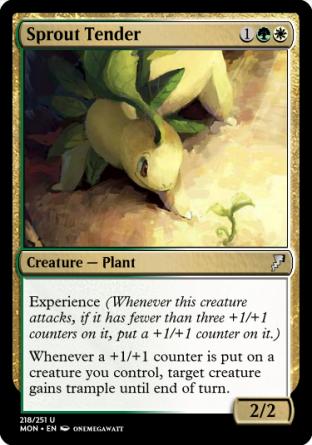 Sprout Tender 1
Creature — Plant
Experience (Whenever this creature
attacks, if it has fewer than three +1/+1
counters on it, put a +1/+1 counter on it.)
Whenever a +1/+1 counter is put on a
creature you control, target creature
gains trample until end of turn.
2/2
218/251 U
MON • EN ONEMEGAWATT